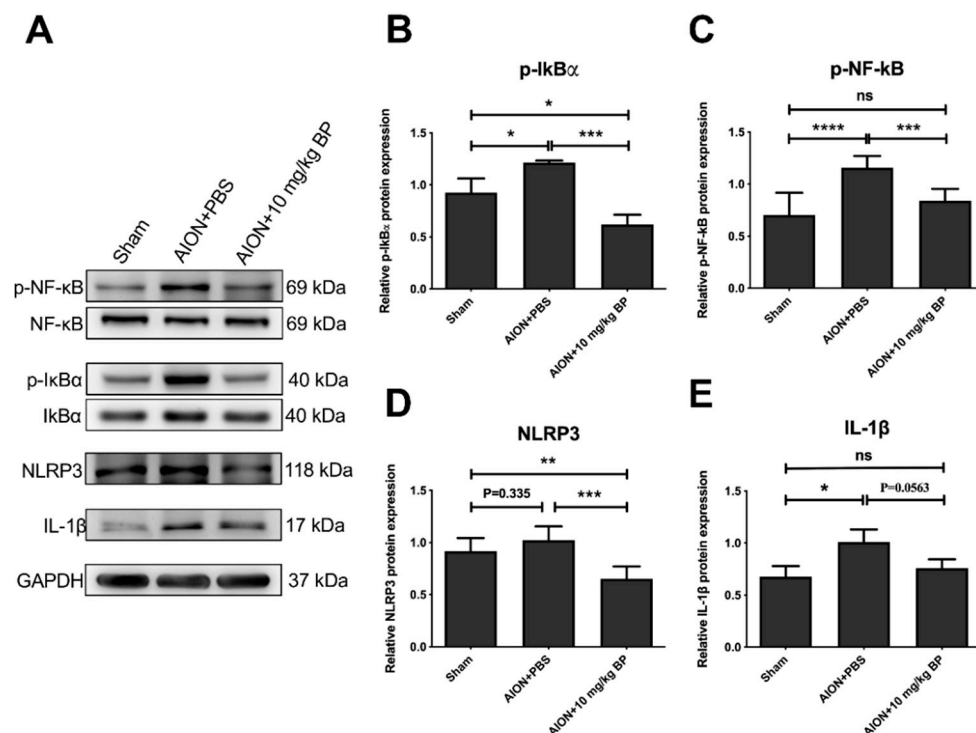 A
Sham
AION+PBS
AION+10 mg/kg BP
p-NF-κB
69 kDa
NF-κB
69 kDa
p-IκBα
40 kDa
IkBα
40 kDa
NLRP3
118 kDa
IL-1β
17 kDa
GAPDH
37 kDa
B
p-IkBα
Relative p-IkBα protein expression
1.5
1.0
0.5
0.0
*
*
***
Sham
AION+PBS
AION+10 mg/kg BP
C
p-NF-kB
Relative p-NF-kB protein expression
1.5
1.0
0.5
0.0
ns
****
***
Sham
AION+PBS
AION+10 mg/kg BP
D
NLRP3
Relative NLRP3 protein expression
1.5
1.0
0.5
0.0
**
P=0.335
***
Sham
AION+PBS
AION+10 mg/kg BP
E
IL-1β
Relative IL-1β protein expression
1.5
1.0
0.5
0.0
ns
*
P=0.0563
Sham
AION+PBS
AION+10 mg/kg BP